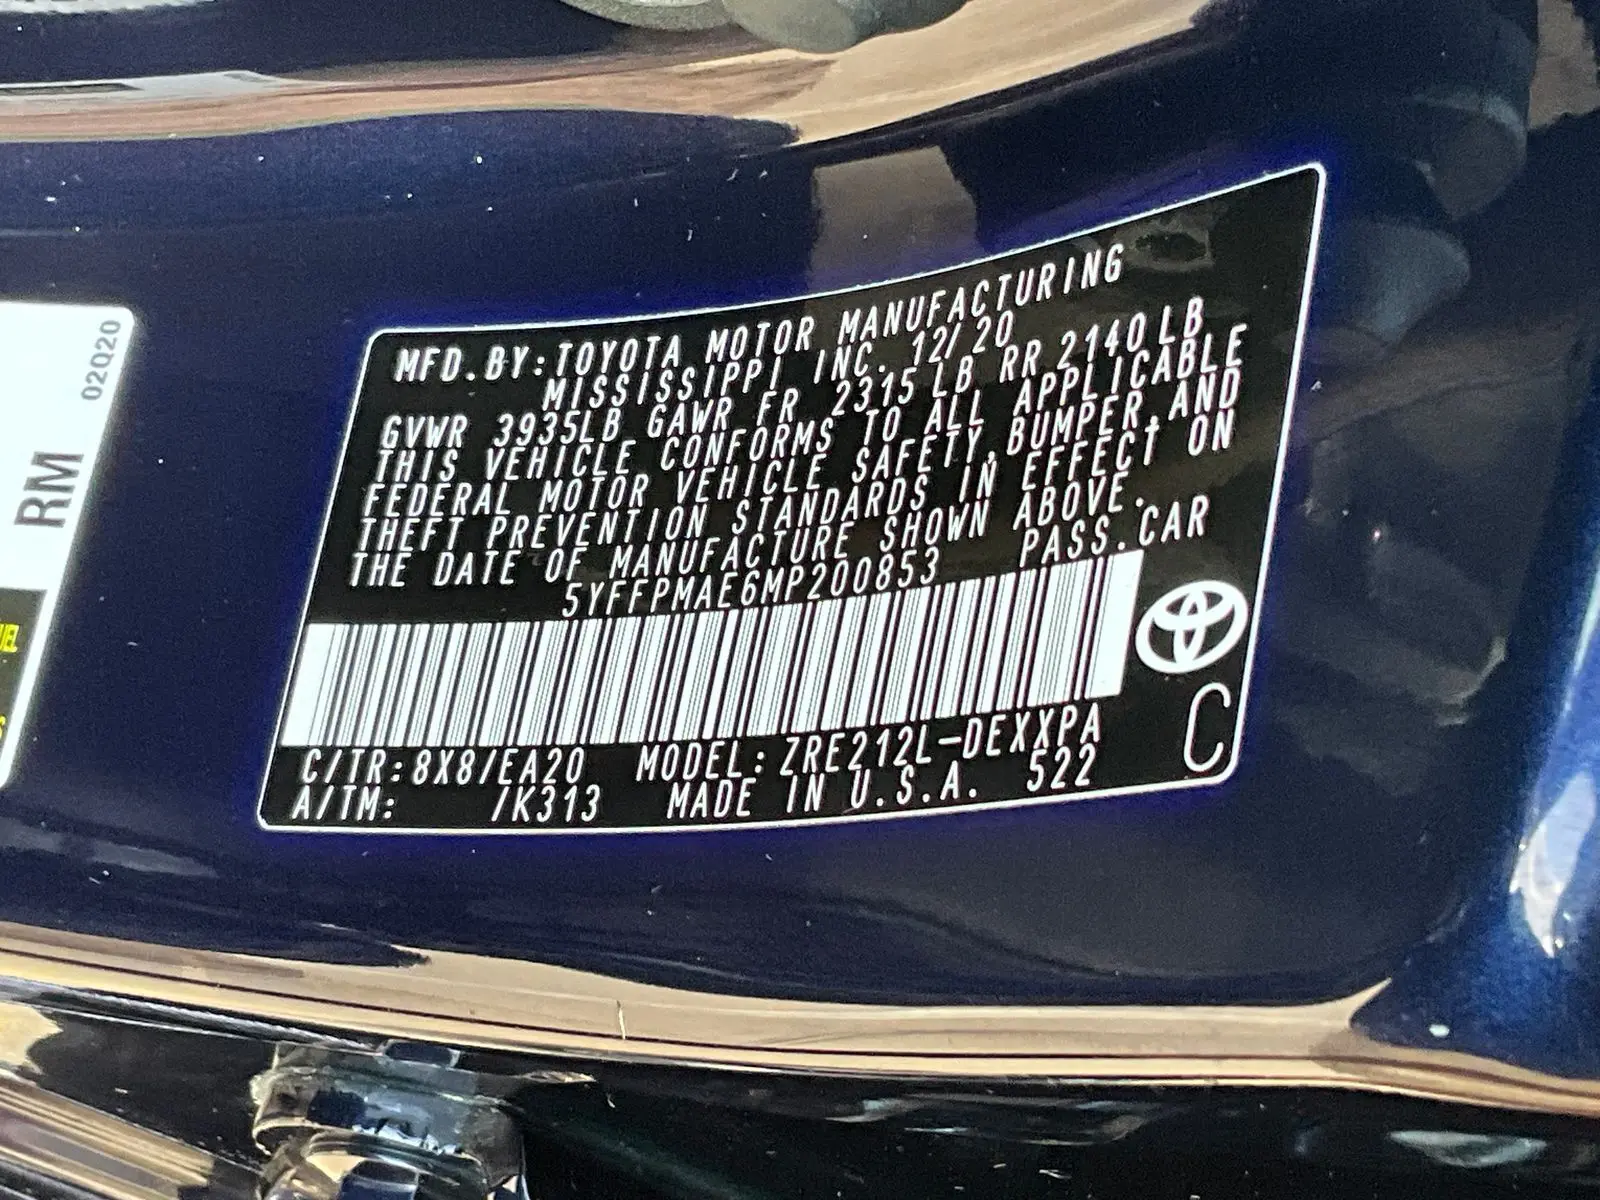 02Q20
RM
UEL
MFD.BY:TOYOTA MOTOR MANUFACTURING
MISSISSIPPI INC. 12/20
GVWR 3935LB GAWR FR 2315LB RR 2140LB
THIS VEHICLE CONFORMS TO ALL APPLICABLE
FEDERAL MOTOR VEHICLE SAFETY,BUMPER,AND
THEFT PREVENTION STANDARDS IN EFFECT ON
THE DATE OF MANUFACTURE SHOWN ABOVE.
5YFFPMAE6MP200853 PASS.CAR
C/TR:8X8/EA20 MODEL:ZRE212L-DEXXPA
A/TM: /K313 MADE IN U.S.A. 522
C